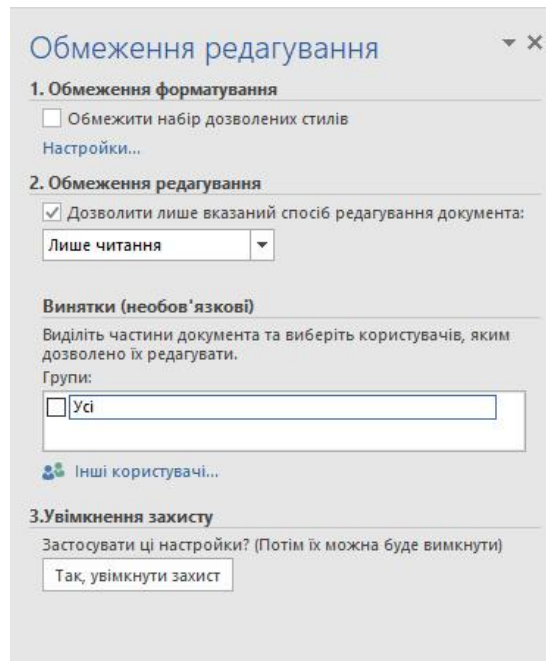 Обмеження редагування
1. Обмеження форматування
Обмежити набір дозволених стилів
Настройки...
2. Обмеження редагування
Дозволити лише вказаний спосіб редагування документа:
Лише читання
Винятки (необов'язкові)
Виділіть частини документа та виберіть користувачів, яким
дозволено їх редагувати.
Групи:
Усі
Інші користувачі...
3.Увімкнення захисту
Застосувати ці настройки? (Потім їх можна буде вимкнути)
Так, увімкнути захист